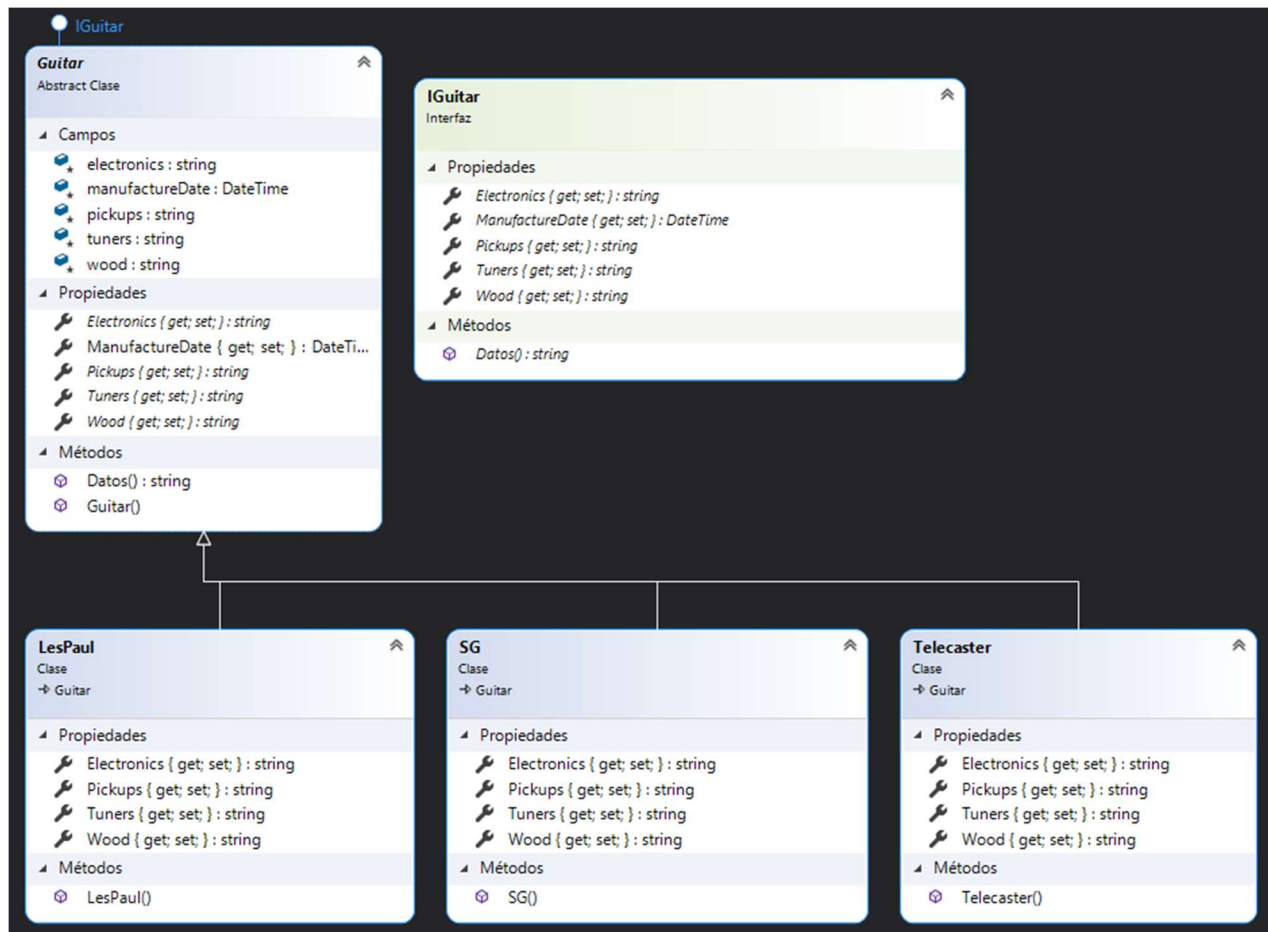 IGuitar
Guitar
Abstract Clase
Campos
electronics : string
manufactureDate : DateTime
pickups : string
tuners : string
wood : string
Propiedades
Electronics { get; set; } : string
ManufactureDate { get; set; } : DateTi...
Pickups { get; set; } : string
Tuners { get; set; } : string
Wood { get; set; } : string
Métodos
Datos() : string
Guitar()
IGuitar
Interfaz
Propiedades
Electronics { get; set; } : string
ManufactureDate { get; set; } : DateTime
Pickups { get; set; } : string
Tuners { get; set; } : string
Wood { get; set; } : string
Métodos
Datos() : string
LesPaul
Clase
Guitar
Propiedades
Electronics { get; set; } : string
Pickups { get; set; } : string
Tuners { get; set; } : string
Wood { get; set; } : string
Métodos
LesPaul()
SG
Clase
Guitar
Propiedades
Electronics { get; set; } : string
Pickups { get; set; } : string
Tuners { get; set; } : string
Wood { get; set; } : string
Métodos
SG()
Telecaster
Clase
Guitar
Propiedades
Electronics { get; set; } : string
Pickups { get; set; } : string
Tuners { get; set; } : string
Wood { get; set; } : string
Métodos
Telecaster()